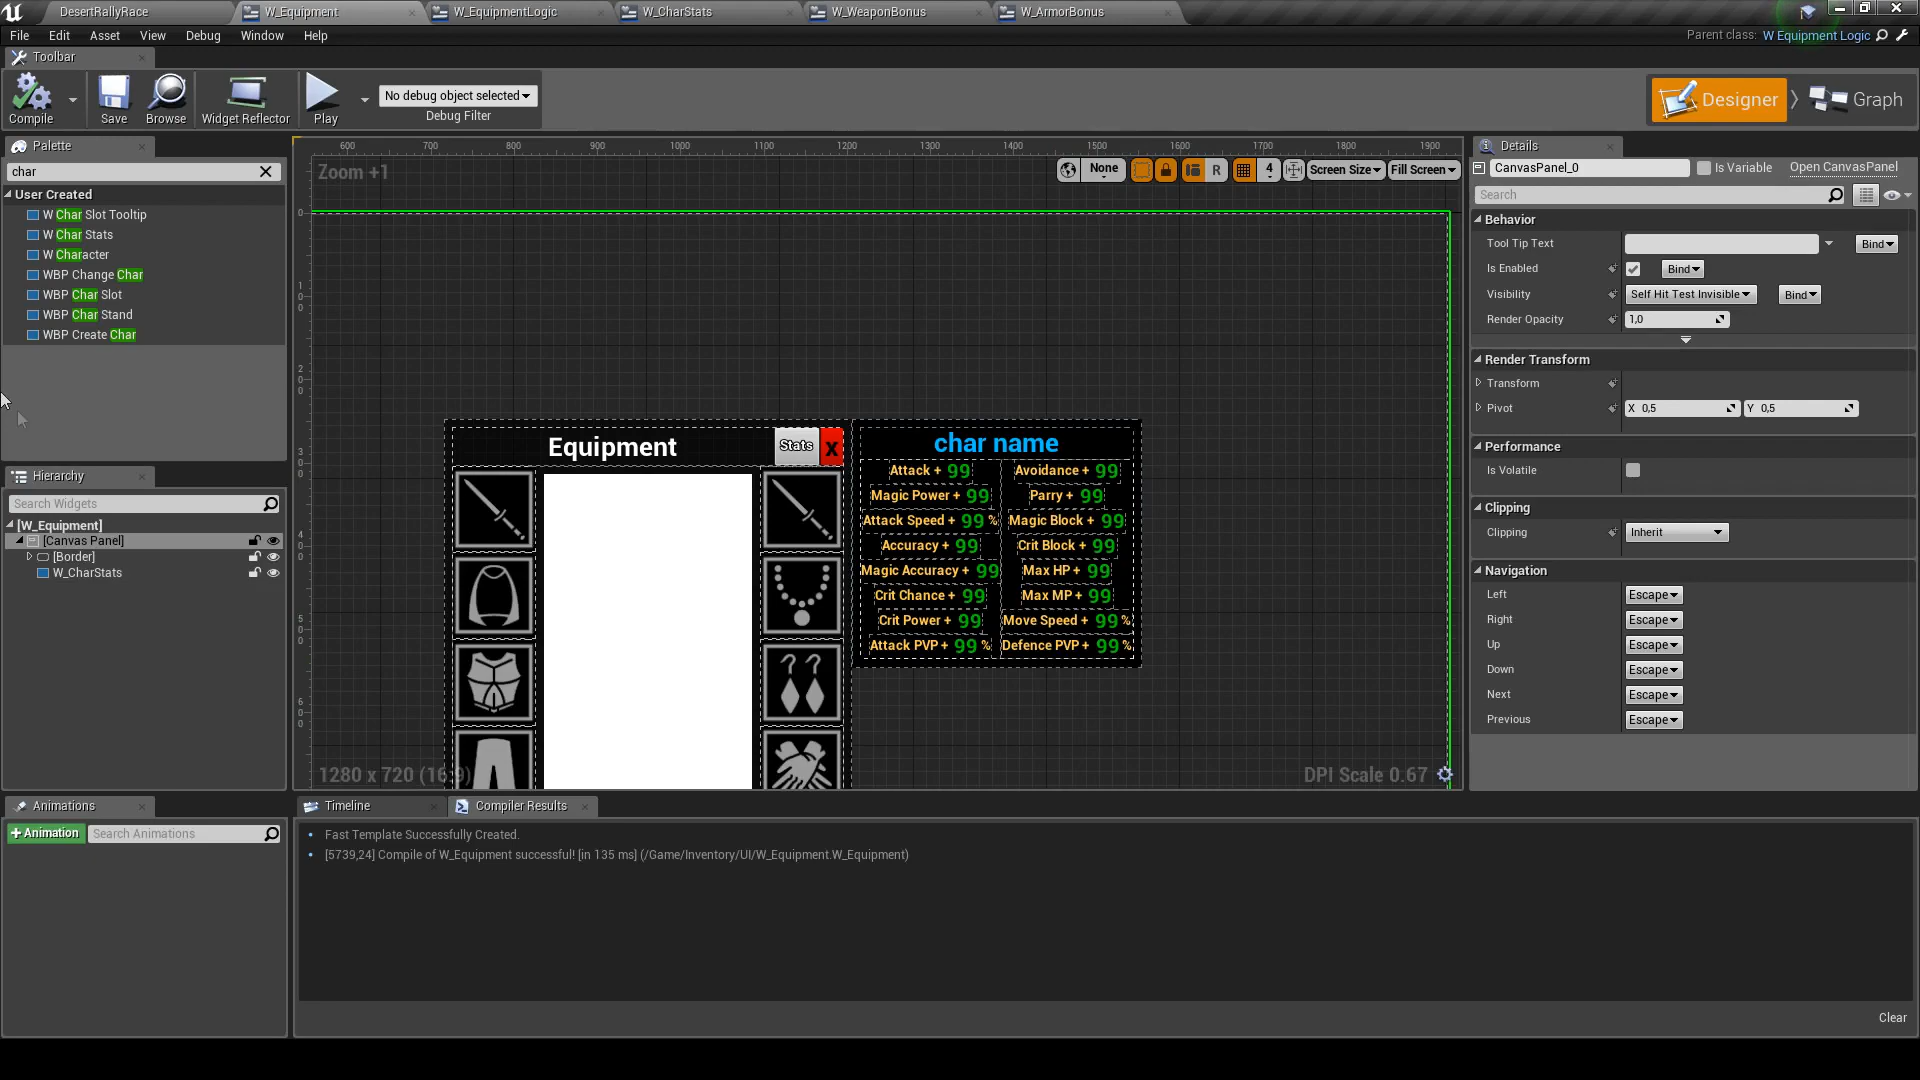 DesertRallyRace
W_Equipment
W_EquipmentLogic
W_CharStats
W_WeaponBonus
W_ArmorBonus
File Edit Asset View Debug Window Help
Parent class: W Equipment Logic
Toolbar
Compile
Save
Browse
Widget Reflector
Play
No debug object selected
Debug Filter
Designer
Graph
Palette
char
User Created
W Char Slot Tooltip
W Char Stats
W Character
WBP Change Char
WBP Char Slot
WBP Char Stand
WBP Create Char
Hierarchy
Search Widgets
[W_Equipment]
[Canvas Panel]
[Border]
W_CharStats
Animations
+Animation
Search Animations
600 700 800 900 1000 1100 1200 1300 1400 1500 1600 1700 1800 1900
Zoom +1
None
R
4
Screen Size
Fill Screen
0
100
200
300
400
500
600
Equipment
Stats
X
char name
Attack + 99
Avoidance + 99
Magic Power + 99
Parry + 99
Attack Speed + 99 %
Magic Block + 99
Accuracy + 99
Crit Block + 99
Magic Accuracy + 99
Max HP + 99
Crit Chance + 99
Max MP + 99
Crit Power + 99
Move Speed + 99 %
Attack PVP + 99 %
Defence PVP + 99 %
1280 x 720 (16:9)
DPI Scale 0.67
Timeline
Compiler Results
Fast Template Successfully Created.
[5739,24] Compile of W_Equipment successful! [in 135 ms] (/Game/Inventory/UI/W_Equipment.W_Equipment)
Clear
Details
CanvasPanel_0
Is Variable
Open CanvasPanel
Search
Behavior
Tool Tip Text
Bind
Is Enabled
Bind
Visibility
Self Hit Test Invisible
Bind
Render Opacity
1,0
Render Transform
Transform
Pivot
X 0,5
Y 0,5
Performance
Is Volatile
Clipping
Clipping
Inherit
Navigation
Left
Escape
Right
Escape
Up
Escape
Down
Escape
Next
Escape
Previous
Escape